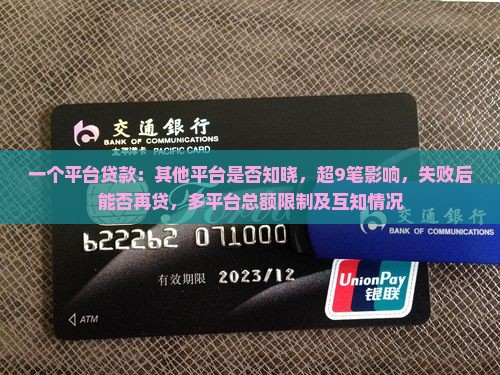 交通銀行
BANK OF COMMUNICATIONS
太平洋卡 PACIFIC CARD
一个平台贷款：其他平台是否知晓，超9笔影响，失败后
能否再贷，多平台总额限制及互知情况
BANK OF COMMUNICATIONS
622262 071000
有效期限 2023/12
UnionPay
银联
ATM